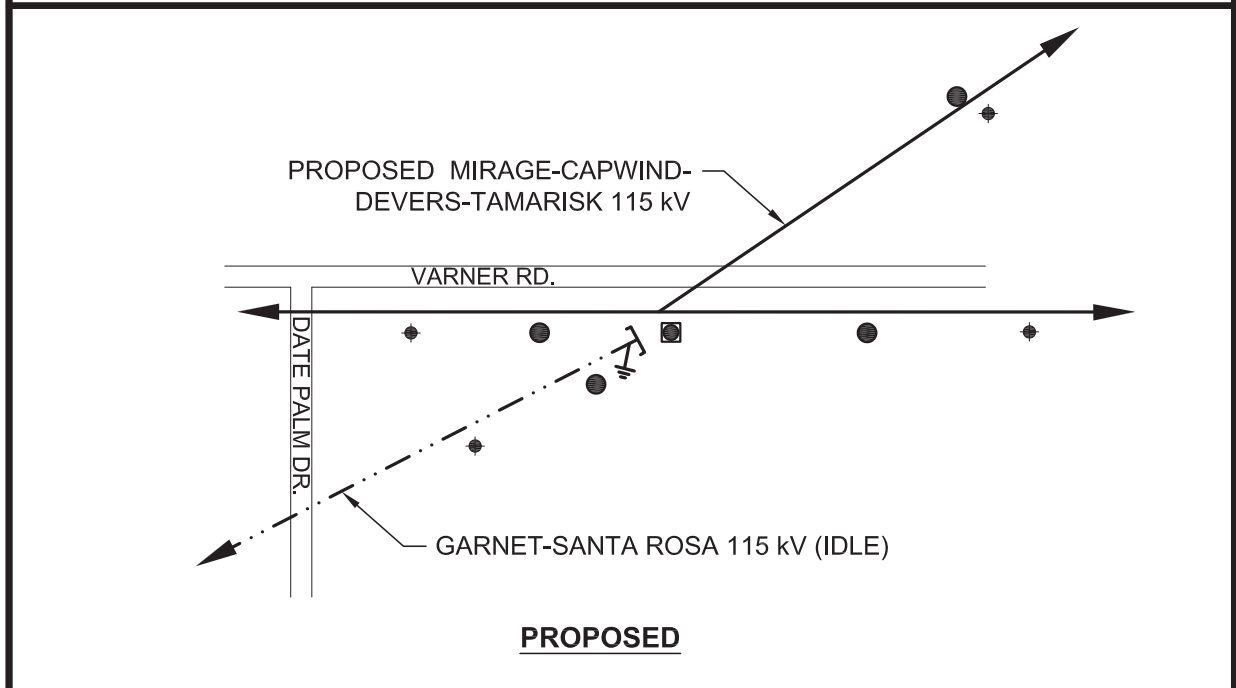 PROPOSED MIRAGE-CAPWIND-
DEVERS-TAMARISK 115 kV
VARNER RD.
DATE PALM DR.
GARNET-SANTA ROSA 115 kV (IDLE)
PROPOSED